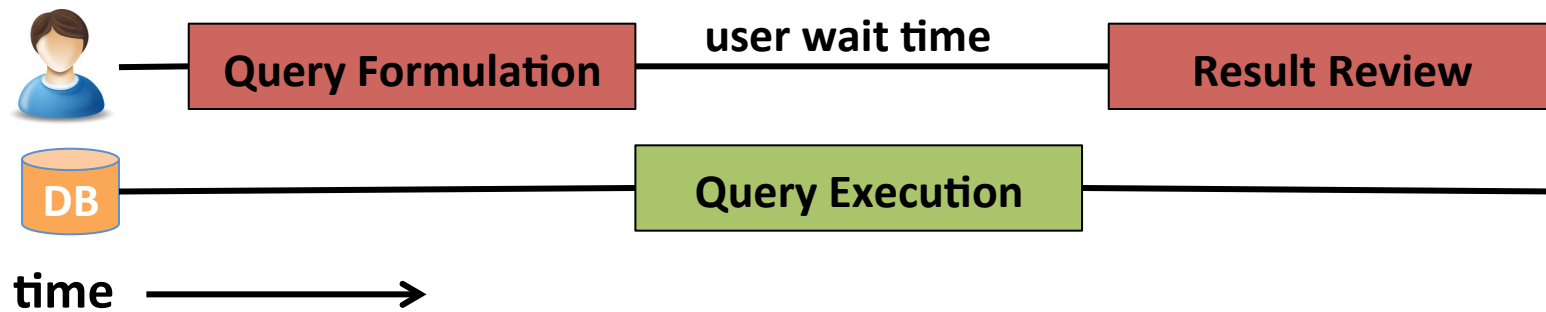 user wait time
Query Formulation
Result Review
DB
Query Execution
time